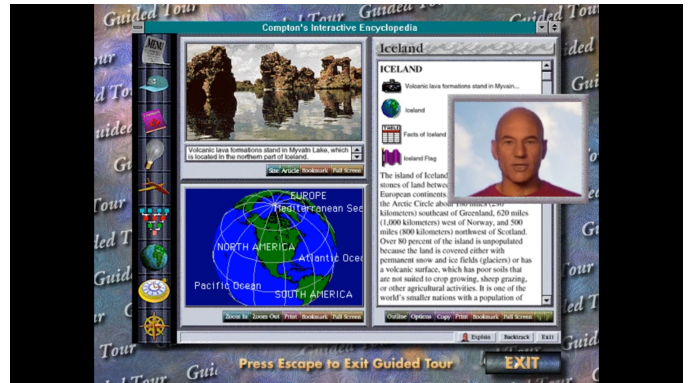 Guided Tour
Compton's Interactive Encyclopedia
MENU
Volcanic lava formations stand in Myvatn Lake, which
is located in the northern part of Iceland.
See Article Bookmark Full Screen
EUROPE
Mediterranean Sea
NORTH AMERICA
Atlantic Ocean
Pacific Ocean
SOUTH AMERICA
Zoom In Zoom Out Print Bookmark Full Screen
Iceland
ICELAND
Volcanic lava formations stand in Myvatn...
Iceland
TABLE
Facts of Iceland
Iceland Flag
The island of Iceland
stones of land betwee
European continents.
the Arctic Circle about 180 miles (290
kilometers) southeast of Greenland, 620 miles
(1,000 kilometers) west of Norway, and 500
miles (800 kilometers) northwest of Scotland.
Over 80 percent of the island is unpopulated
because the land is covered either with
permanent snow and ice fields (glaciers) or has
a volcanic surface, which has poor soils that
are not suited to crop growing, sheep grazing,
or other agricultural activities. It is one of the
world's smaller nations with a population of
Outline Options Copy Print Bookmark Full Screen
Explain Backtrack Exit
Press Escape to Exit Guided Tour
EXIT